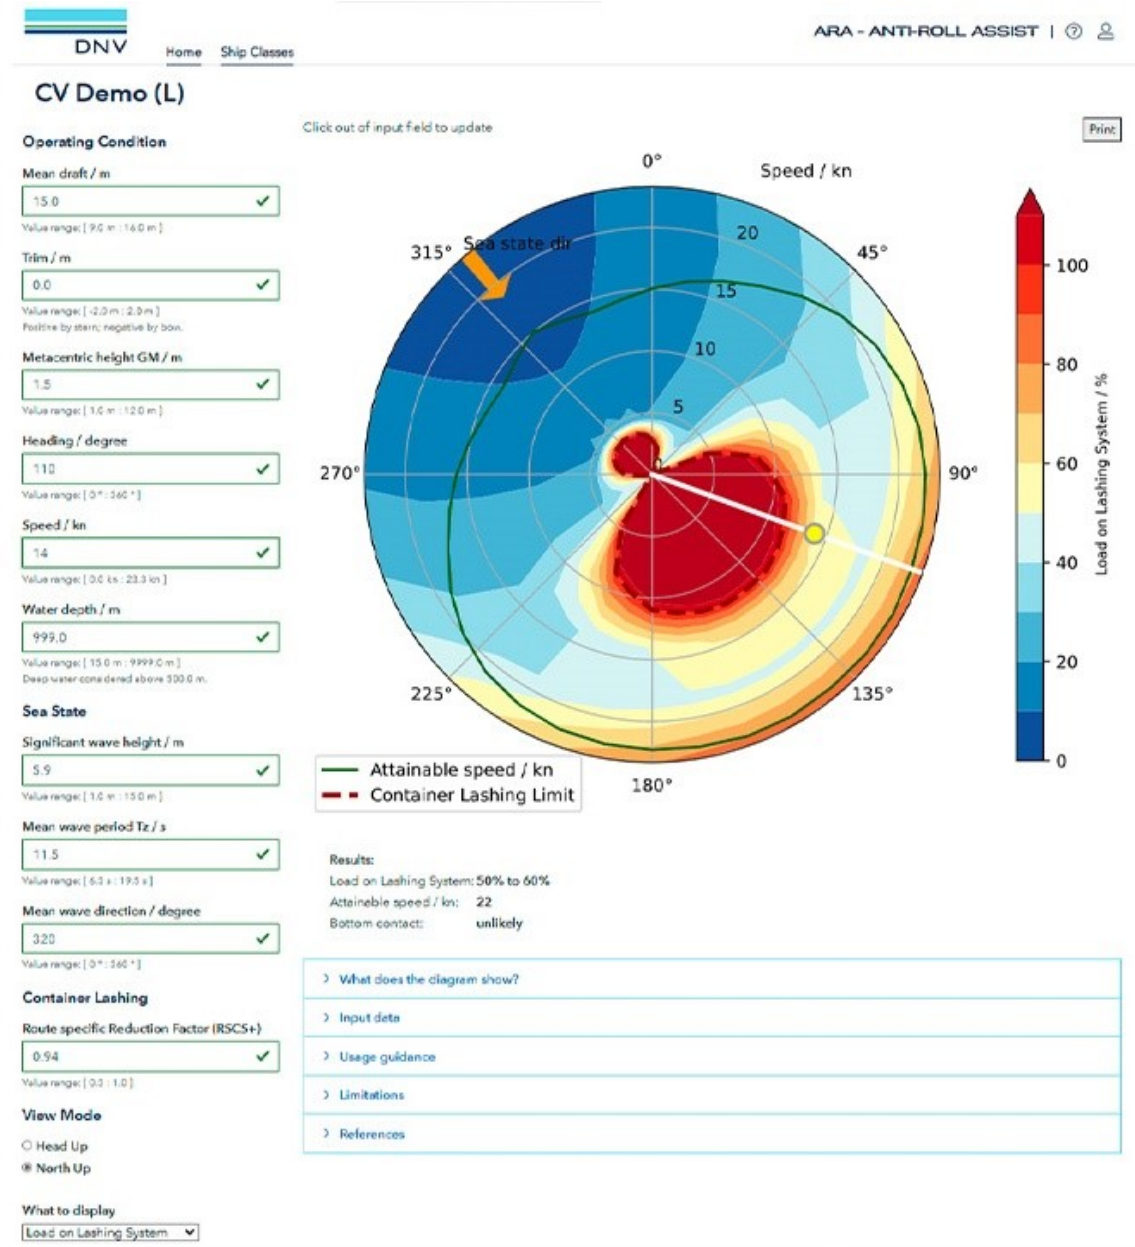 DNV
Home Ship Classes
ARA - ANTI-ROLL ASSIST |
CV Demo (L)
Operating Condition
Mean draft / m
15.0
Value range: [ 9.0 m : 16.0 m ]
Trim / m
0.0
Value range: [ -2.0 m : 2.0 m ]
Positive by stern; negative by bow.
Metacentric height GM / m
1.5
Value range: [ 1.0 m : 12.0 m ]
Heading / degree
110
Value range: [ 0 ° : 360 ° ]
Speed / kn
14
Value range: [ 0.0 kn : 23.3 kn ]
Water depth / m
999.0
Value range: [ 15.0 m : 9999.0 m ]
Deep water considered above 500.0 m.
Sea State
Significant wave height / m
5.9
Value range: [ 1.0 m : 15.0 m ]
Mean wave period Tz / s
11.5
Value range: [ 6.5 s : 19.5 s ]
Mean wave direction / degree
320
Value range: [ 0 ° : 360 ° ]
Container Lashing
Route specific Reduction Factor (RSCS+)
0.94
Value range: [ 0.3 : 1.0 ]
View Mode
Head Up
North Up
What to display
Load on Lashing System
Click out of input field to update
Print
0°
Speed / kn
315°
Sea state dir
20
45°
15
10
5
0
270°
90°
225°
135°
180°
100
80
60
40
20
0
Load on Lashing System / %
Attainable speed / kn
Container Lashing Limit
Results:
Load on Lashing System: 50% to 60%
Attainable speed / kn: 22
Bottom contact: unlikely
What does the diagram show?
Input data
Usage guidance
Limitations
References